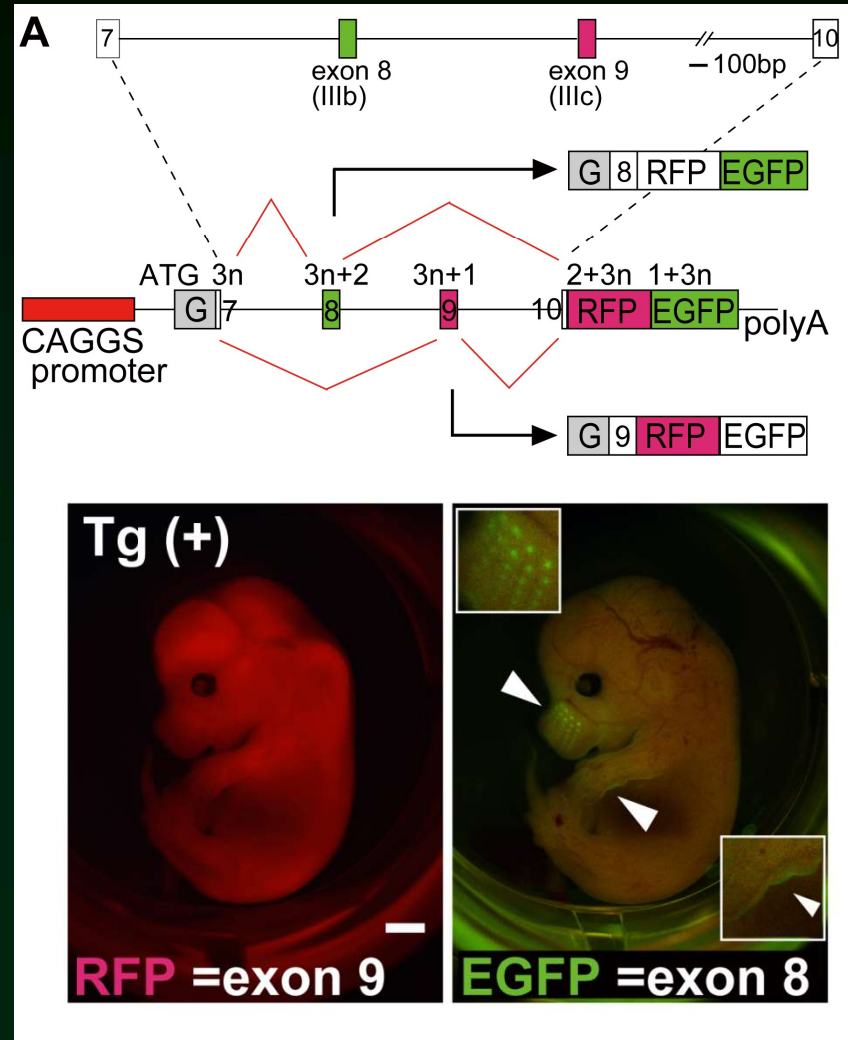 A
7
10
exon 8
(IIIb)
exon 9
(IIIc)
100bp
G 8 RFP EGFP
ATG 3n 3n+2 3n+1 2+3n 1+3n
G 7 8 9 10 RFP EGFP
polyA
CAGGS
promoter
G 9 RFP EGFP
Tg (+)
RFP =exon 9
EGFP =exon 8